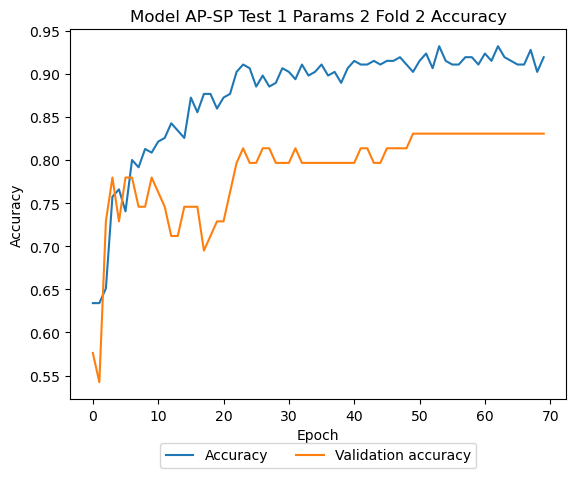 Model AP-SP Test 1 Params 2 Fold 2 Accuracy
0.95
0.90
0.85
0.80
0.75
0.70
0.65
0.60
0.55
Accuracy
0 10 20 30 40 50 60 70
Epoch
Accuracy Validation accuracy